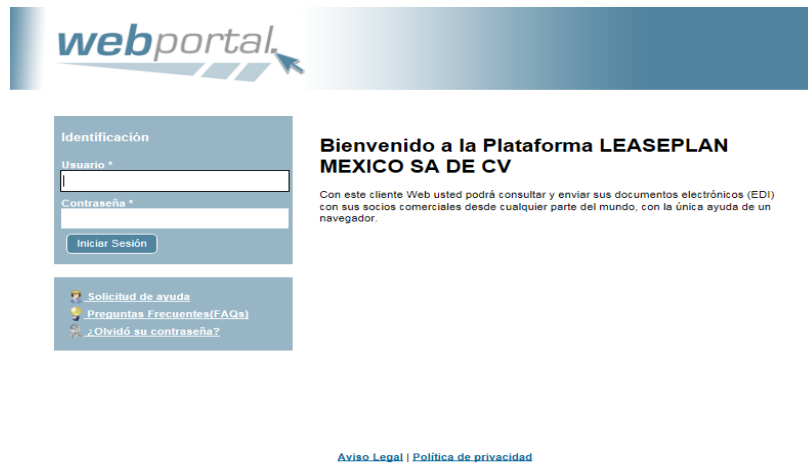 webportal.
Identificación
Usuario *
Contraseña *
Iniciar Sesión
Solicitud de ayuda
Preguntas Frecuentes(FAQs)
¿Olvidó su contraseña?
Bienvenido a la Plataforma LEASEPLAN
MEXICO SA DE CV
Con este cliente Web usted podrá consultar y enviar sus documentos electrónicos (EDI)
con sus socios comerciales desde cualquier parte del mundo, con la única ayuda de un
navegador.
Aviso Legal | Política de privacidad